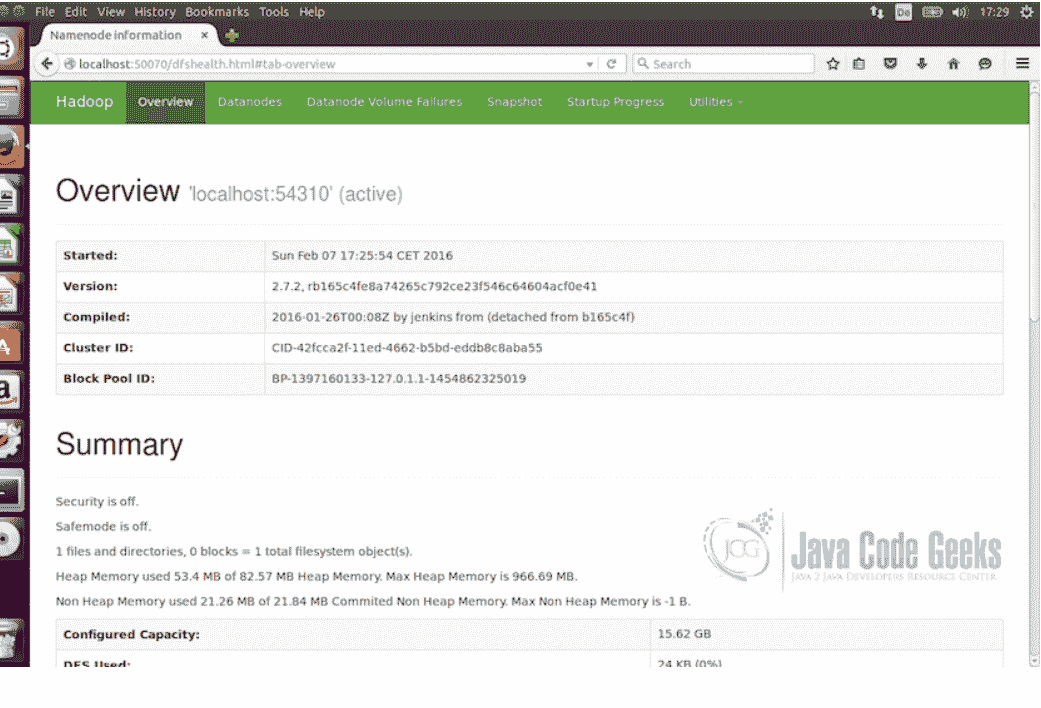 File Edit View History Bookmarks Tools Help De 17:29
Namenode information ×
localhost:50070/dfshealth.html#tab-overview Search
Hadoop Overview Datanodes Datanode Volume Failures Snapshot Startup Progress Utilities
Overview 'localhost:54310' (active)
Started: Sun Feb 07 17:25:54 CET 2016
Version: 2.7.2, rb165c4fe8a74265c792ce23f546c64604acf0e41
Compiled: 2016-01-26T00:08Z by jenkins from (detached from b165c4f)
Cluster ID: CID-42fcca2f-11ed-4662-b5bd-eddb8c8aba55
Block Pool ID: BP-1397160133-127.0.1.1-1454862325019
Summary
Security is off.
Safemode is off.
1 files and directories, 0 blocks = 1 total filesystem object(s).
Heap Memory used 53.4 MB of 82.57 MB Heap Memory. Max Heap Memory is 966.69 MB.
Non Heap Memory used 21.26 MB of 21.84 MB Commited Non Heap Memory. Max Non Heap Memory is -1 B.
JCG Java Code Geeks
JAVA 2 JAVA DEVELOPERS RESOURCE CENTER
Configured Capacity: 15.62 GB
DFS Used: 24 KB (0%)